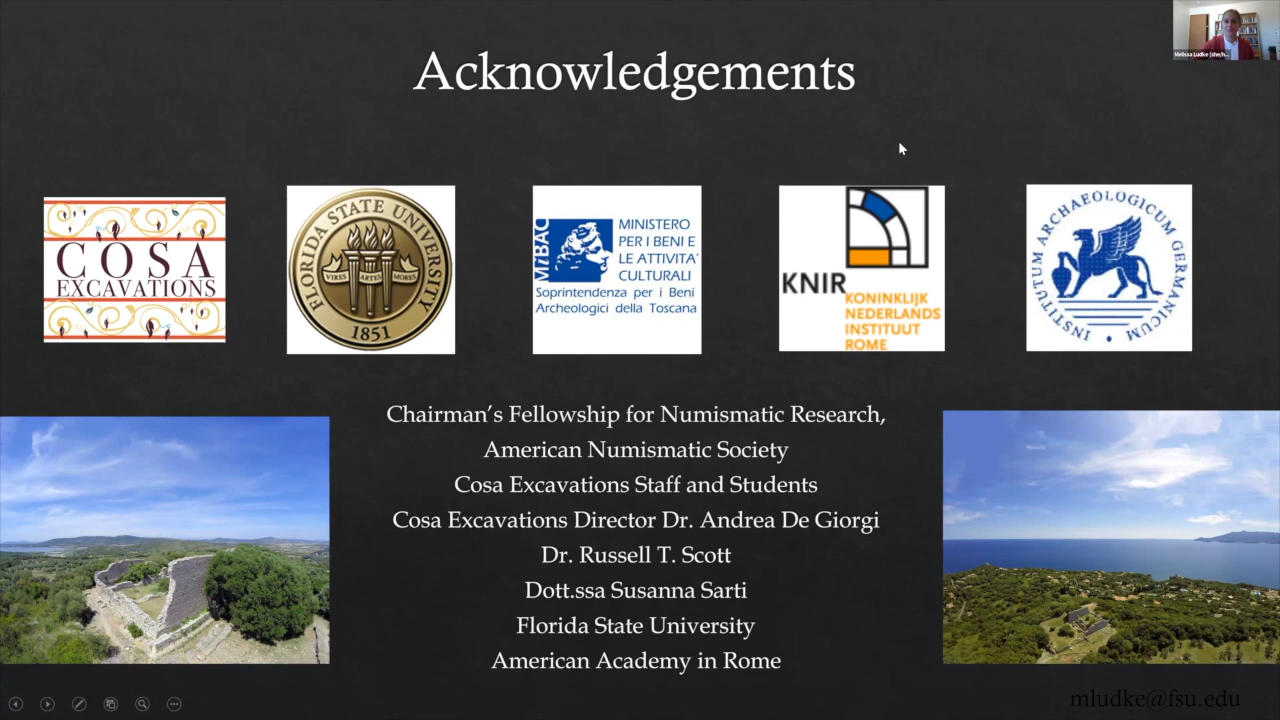 Melissa Ludke (she/h...
Acknowledgements
COSA
EXCAVATIONS
FLORIDA STATE UNIVERSITY
VIRES ARTES MORES
1851
MiBAC
MINISTERO
PER I BENI E
LE ATTIVITA'
CULTURALI
Soprintendenza per i Beni
Archeologici della Toscana
KNIR
KONINKLIJK
NEDERLANDS
INSTITUUT
ROME
INSTITUTUM ARCHAEOLOGICUM GERMANICUM
Chairman's Fellowship for Numismatic Research,
American Numismatic Society
Cosa Excavations Staff and Students
Cosa Excavations Director Dr. Andrea De Giorgi
Dr. Russell T. Scott
Dott.ssa Susanna Sarti
Florida State University
American Academy in Rome
mludke@fsu.edu